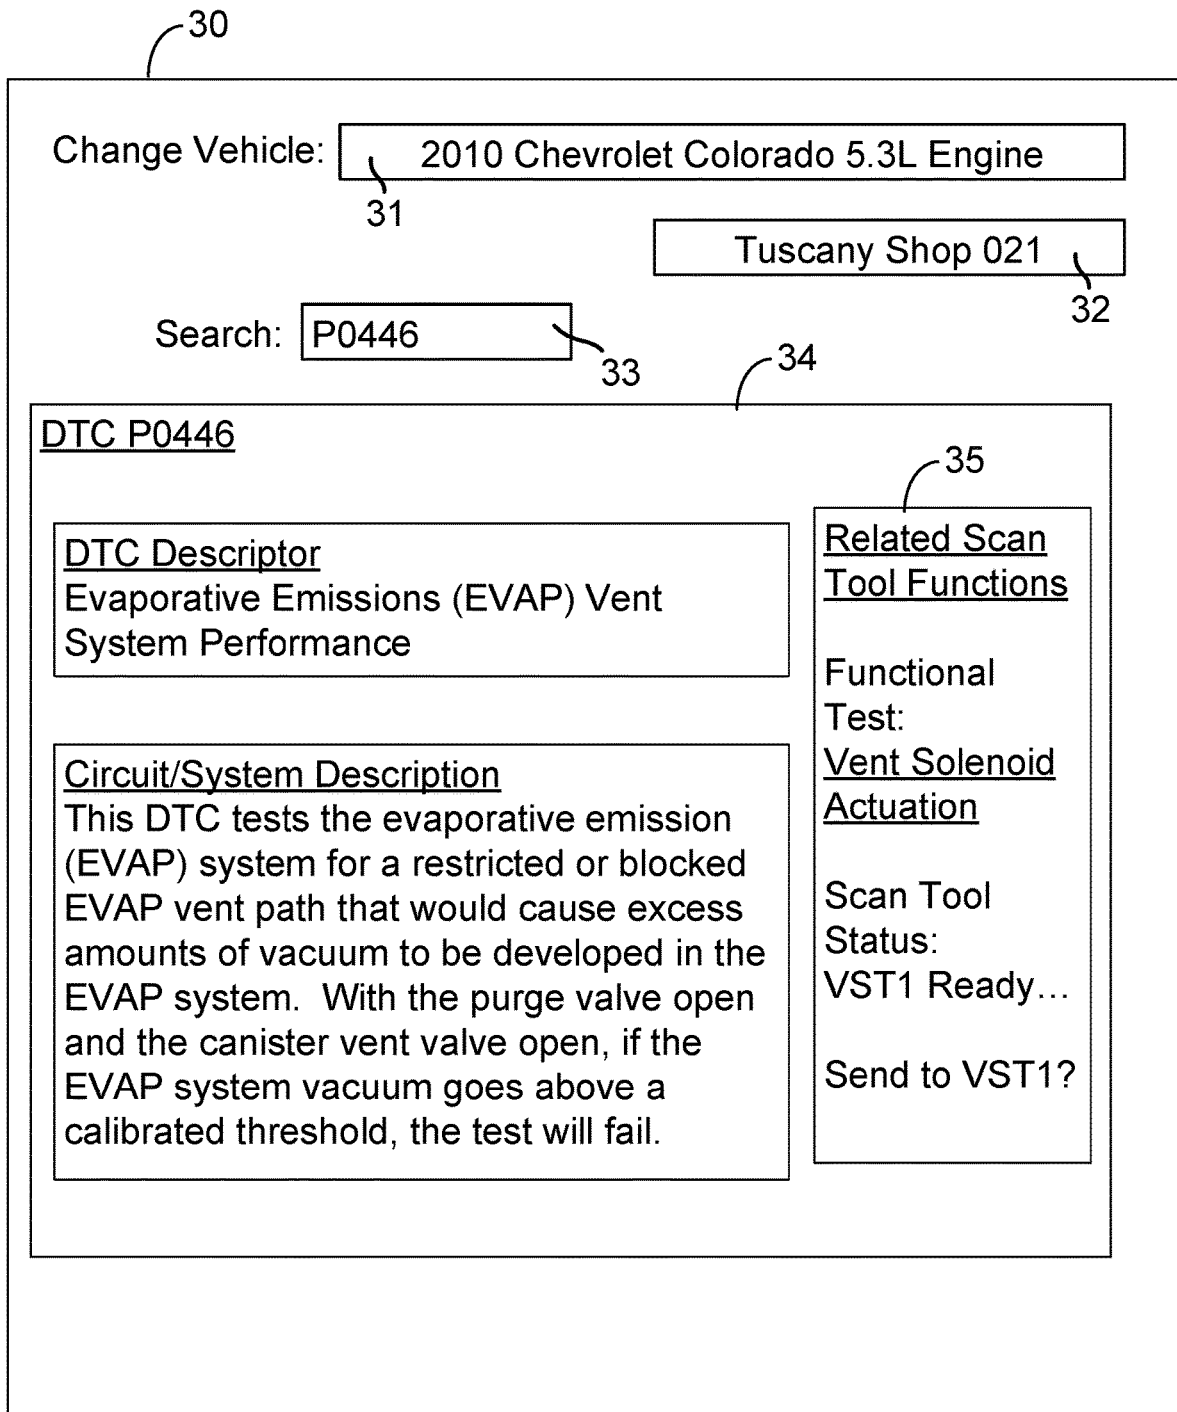 30
Change Vehicle: 2010 Chevrolet Colorado 5.3L Engine
31
Tuscany Shop 021
32
Search: P0446
33
34
DTC P0446
35
DTC Descriptor
Evaporative Emissions (EVAP) Vent
System Performance
Circuit/System Description
This DTC tests the evaporative emission
(EVAP) system for a restricted or blocked
EVAP vent path that would cause excess
amounts of vacuum to be developed in the
EVAP system.  With the purge valve open
and the canister vent valve open, if the
EVAP system vacuum goes above a
calibrated threshold, the test will fail.
Related Scan
Tool Functions
Functional
Test:
Vent Solenoid
Actuation
Scan Tool
Status:
VST1 Ready…
Send to VST1?